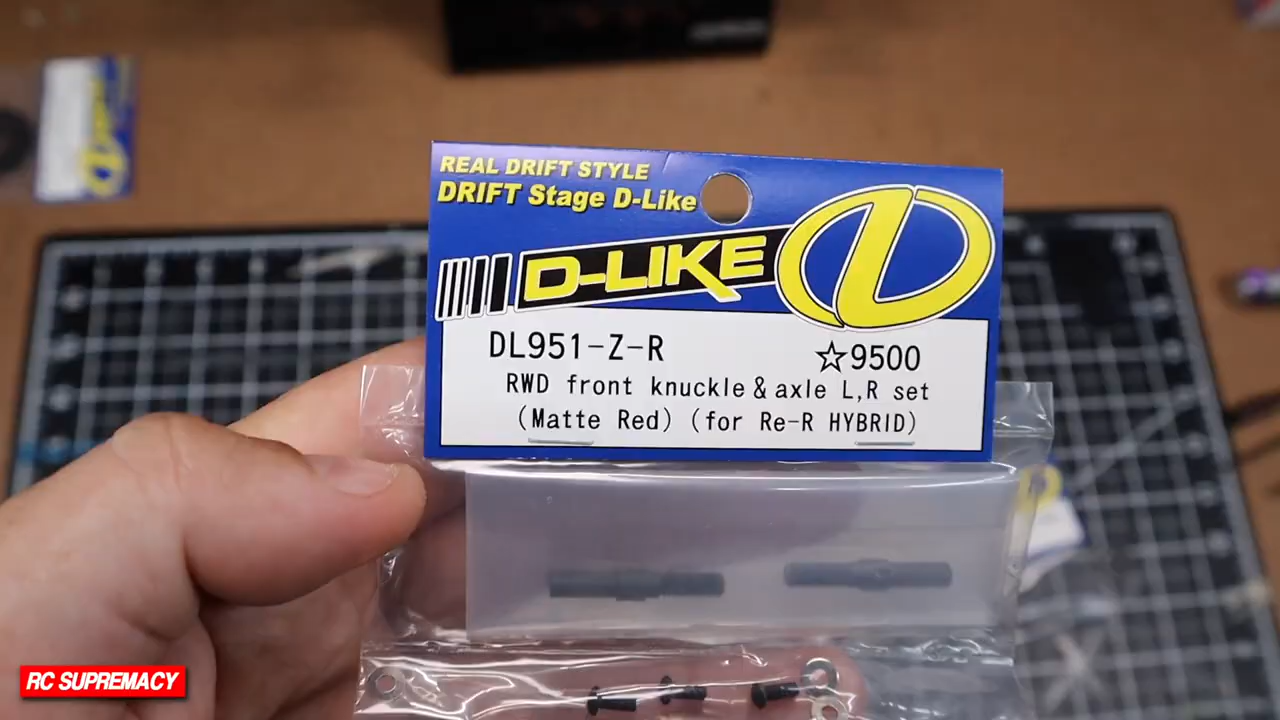 REAL DRIFT STYLE
DRIFT Stage D-Like
D-LIKE
DL951-Z-R ☆9500
RWD front knuckle & axle L,R set
(Matte Red) (for Re-R HYBRID)
RC SUPREMACY